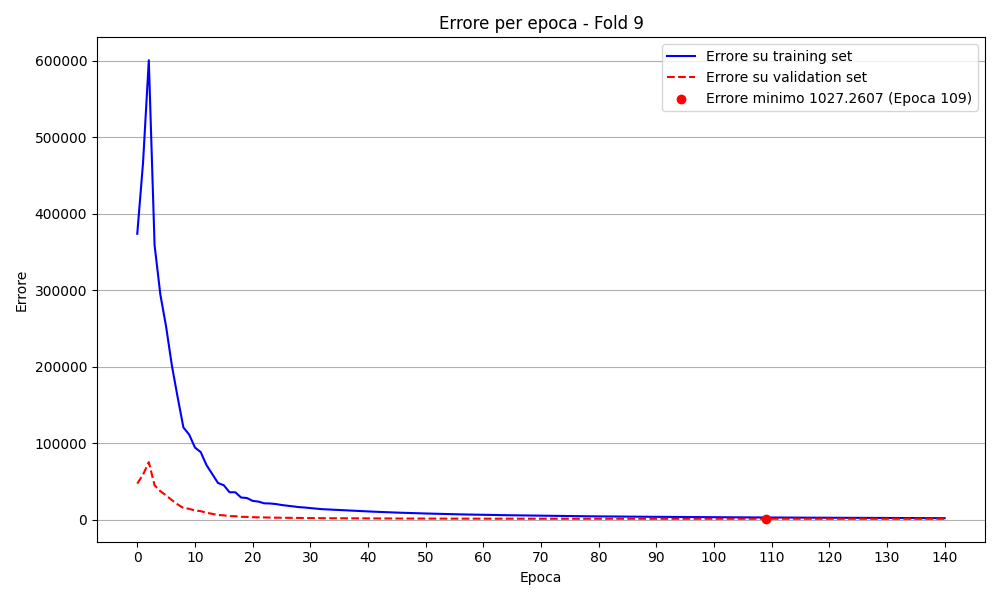 Errore per epoca - Fold 9
Errore su training set
Errore su validation set
Errore minimo 1027.2607 (Epoca 109)
600000
500000
400000
300000
200000
100000
0
Errore
0 10 20 30 40 50 60 70 80 90 100 110 120 130 140
Epoca